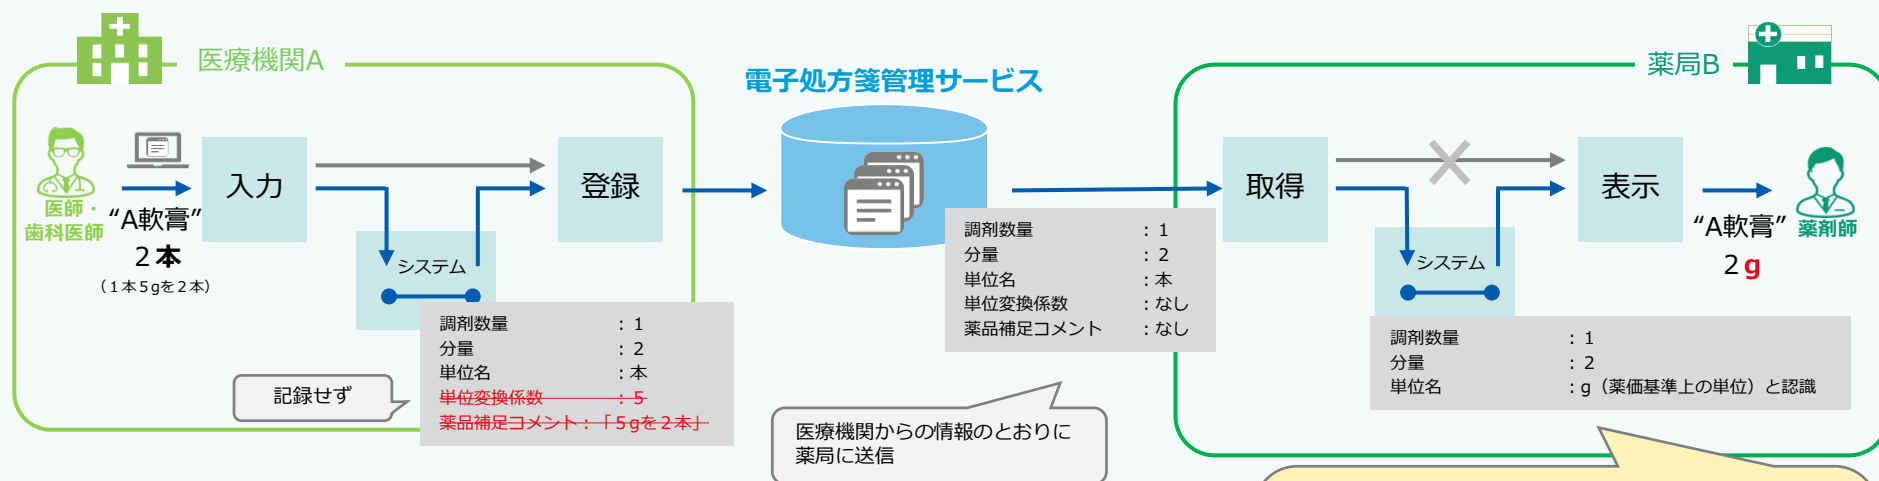 医療機関A
医師・
歯科医師
“A軟膏”
２本
（１本５gを２本）
入力
システム
登録
調剤数量　：１
分量　：２
単位名　：本
単位変換係数　：５
薬品補足コメント：「５gを２本」
記録せず
電子処方箋管理サービス
調剤数量　：１
分量　：２
単位名　：本
単位変換係数　：なし
薬品補足コメント　：なし
医療機関からの情報のとおりに
薬局に送信
薬局B
取得
システム
表示
調剤数量　：１
分量　：２
単位名　：g（薬価基準上の単位）と認識
“A軟膏”
２g
薬剤師